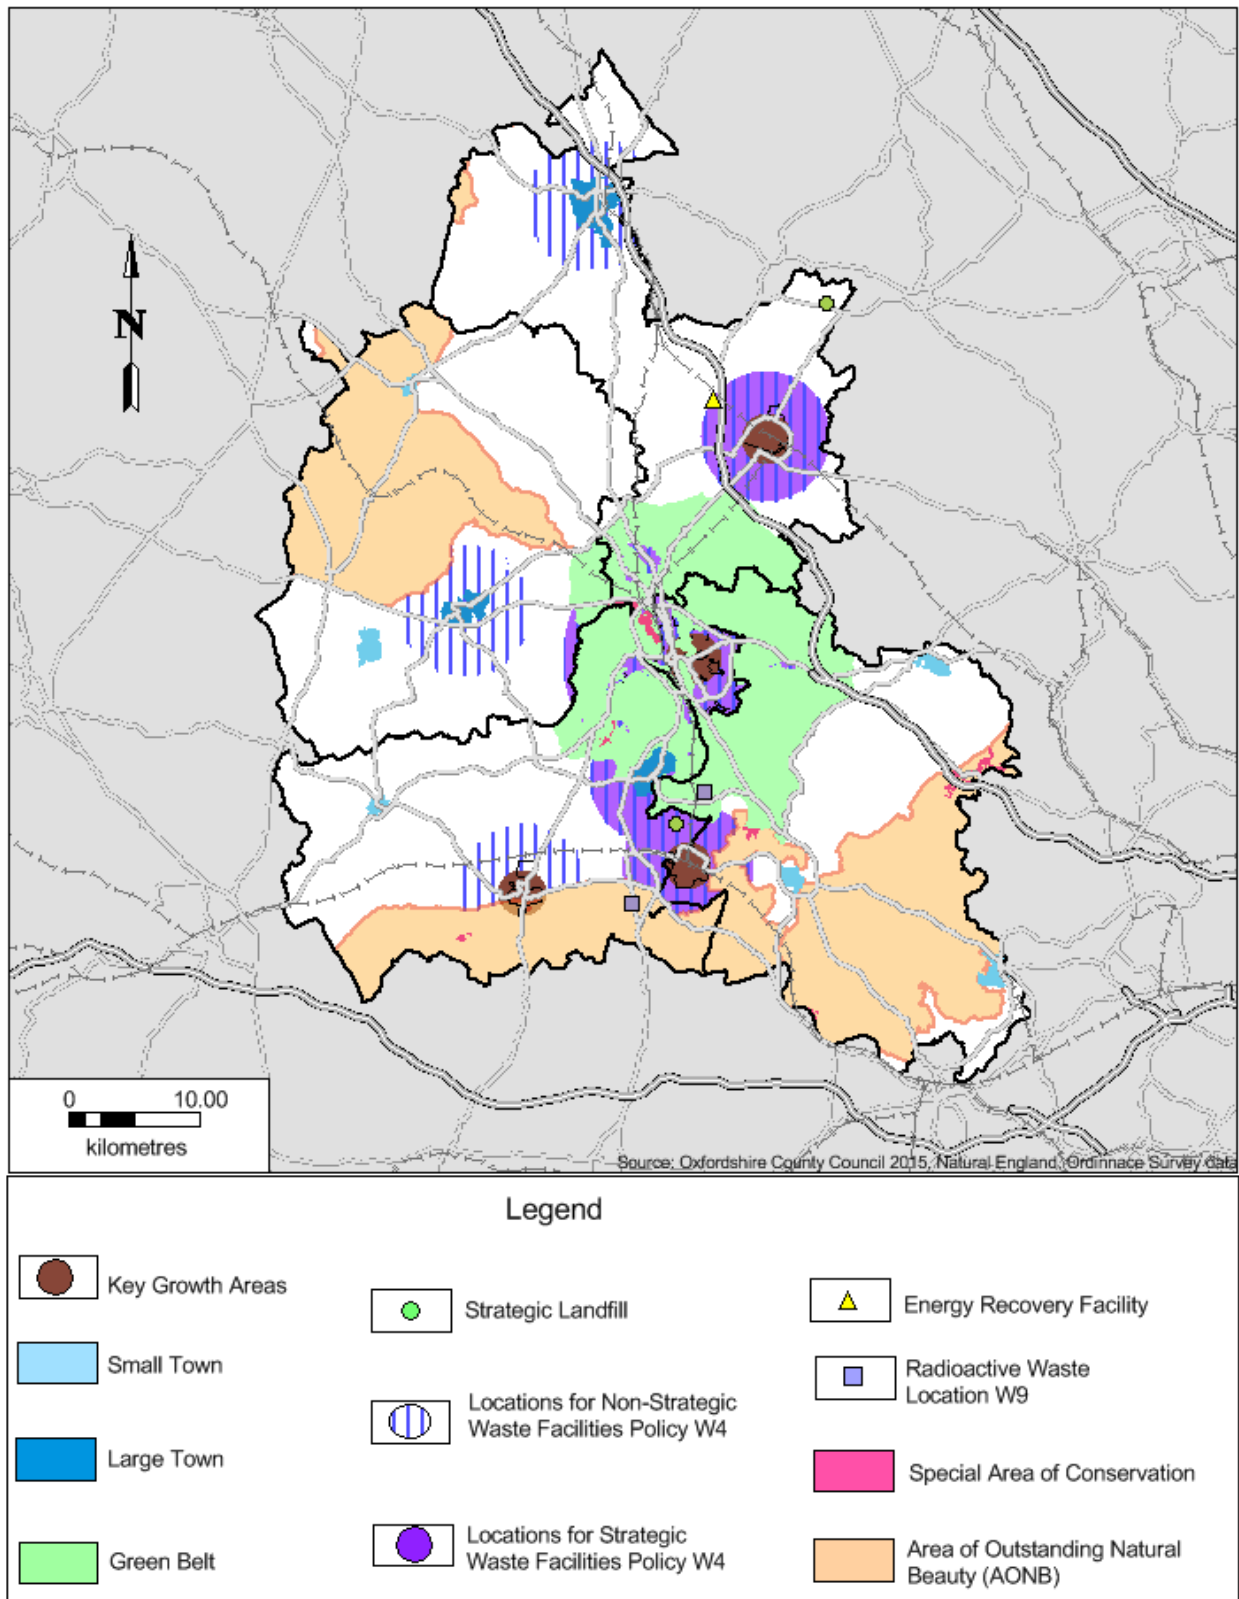 N
0 10.00
kilometres
Source: Oxfordshire County Council 2015, Natural England, Ordinnace Survey data
Legend
Key Growth Areas
Small Town
Large Town
Green Belt
Strategic Landfill
Locations for Non-Strategic
Waste Facilities Policy W4
Locations for Strategic
Waste Facilities Policy W4
Energy Recovery Facility
Radioactive Waste
Location W9
Special Area of Conservation
Area of Outstanding Natural
Beauty (AONB)